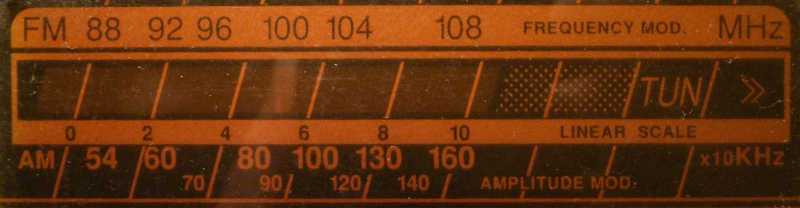 FM 88 92 96 100 104 108 FREQUENCY MOD. MHz
TUN »
0 2 4 6 8 10 LINEAR SCALE
AM 54 60 80 100 130 160 x10KHz
70 90 120 140 AMPLITUDE MOD.